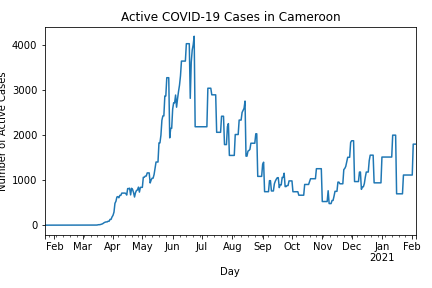 Active COVID-19 Cases in Cameroon
Number of Active Cases
4000
3000
2000
1000
0
Feb Mar Apr May Jun Jul Aug Sep Oct Nov Dec Jan Feb
2021
Day